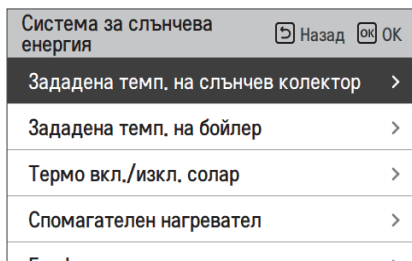 Система за слънчева
енергия
Назад
OK
OK
Зададена темп. на слънчев колектор
Зададена темп. на бойлер
Термо вкл./изкл. солар
Спомагателен нагревател